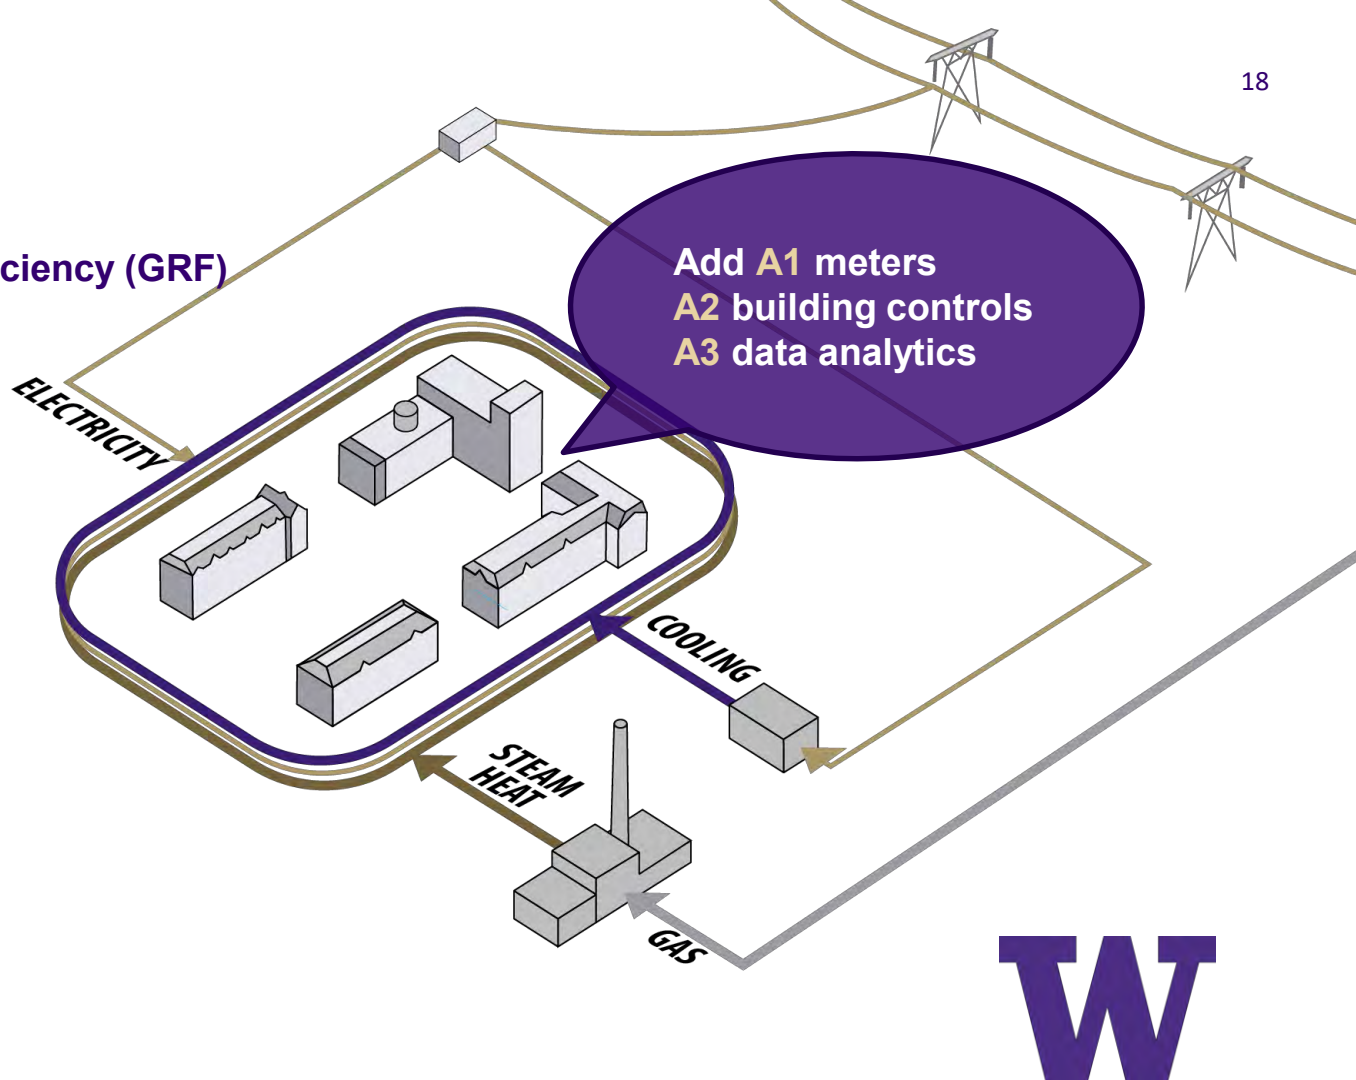 18
ciency (GRF)
Add A1 meters
A2 building controls
A3 data analytics
ELECTRICITY
COOLING
STEAM
HEAT
GAS
W